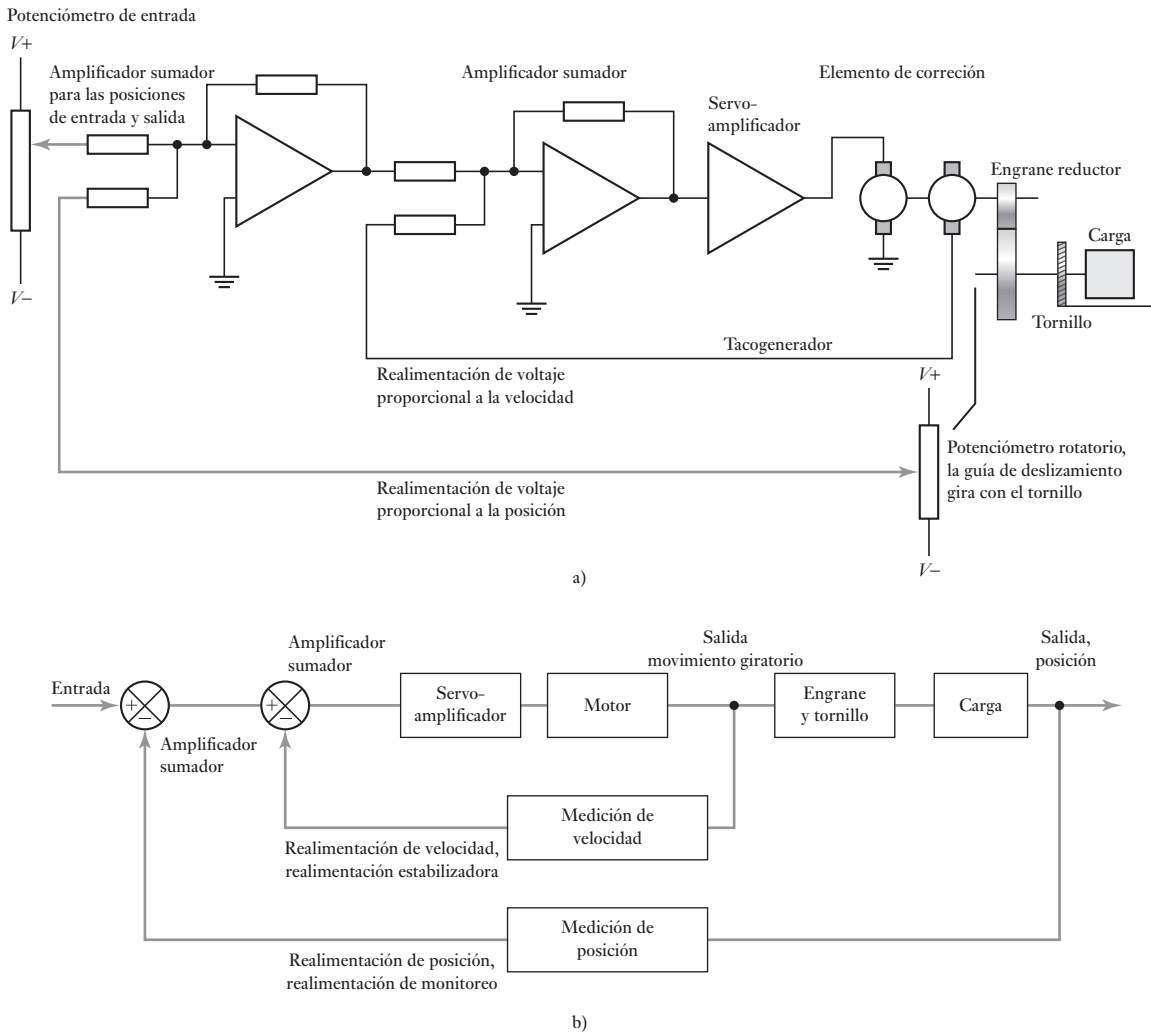 Potenciómetro de entrada
V+
Amplificador sumador
para las posiciones
de entrada y salida
V−
Amplificador sumador
Servo-
amplificador
Elemento de correción
Engrane reductor
Carga
Tornillo
Tacogenerador
Realimentación de voltaje
proporcional a la velocidad
V+
Potenciómetro rotatorio,
la guía de deslizamiento
gira con el tornillo
V−
Realimentación de voltaje
proporcional a la posición
a)
Entrada
+
−
Amplificador
sumador
Amplificador
sumador
+
−
Servo-
amplificador
Motor
Salida
movimiento giratorio
Engrane
y tornillo
Carga
Salida,
posición
Medición de
velocidad
Realimentación de velocidad,
realimentación estabilizadora
Medición de
posición
Realimentación de posición,
realimentación de monitoreo
b)